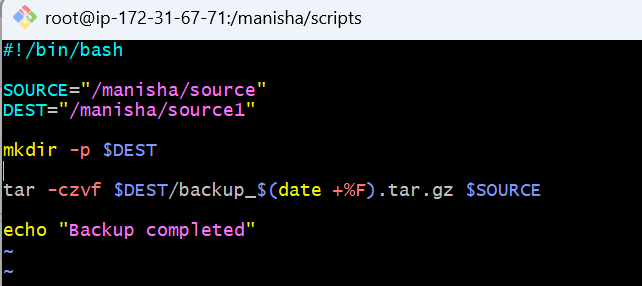 root@ip-172-31-67-71:/manisha/scripts
#!/bin/bash
SOURCE="/manisha/source"
DEST="/manisha/source1"
mkdir -p $DEST
tar -czvf $DEST/backup_$(date +%F).tar.gz $SOURCE
echo "Backup completed"
~
~